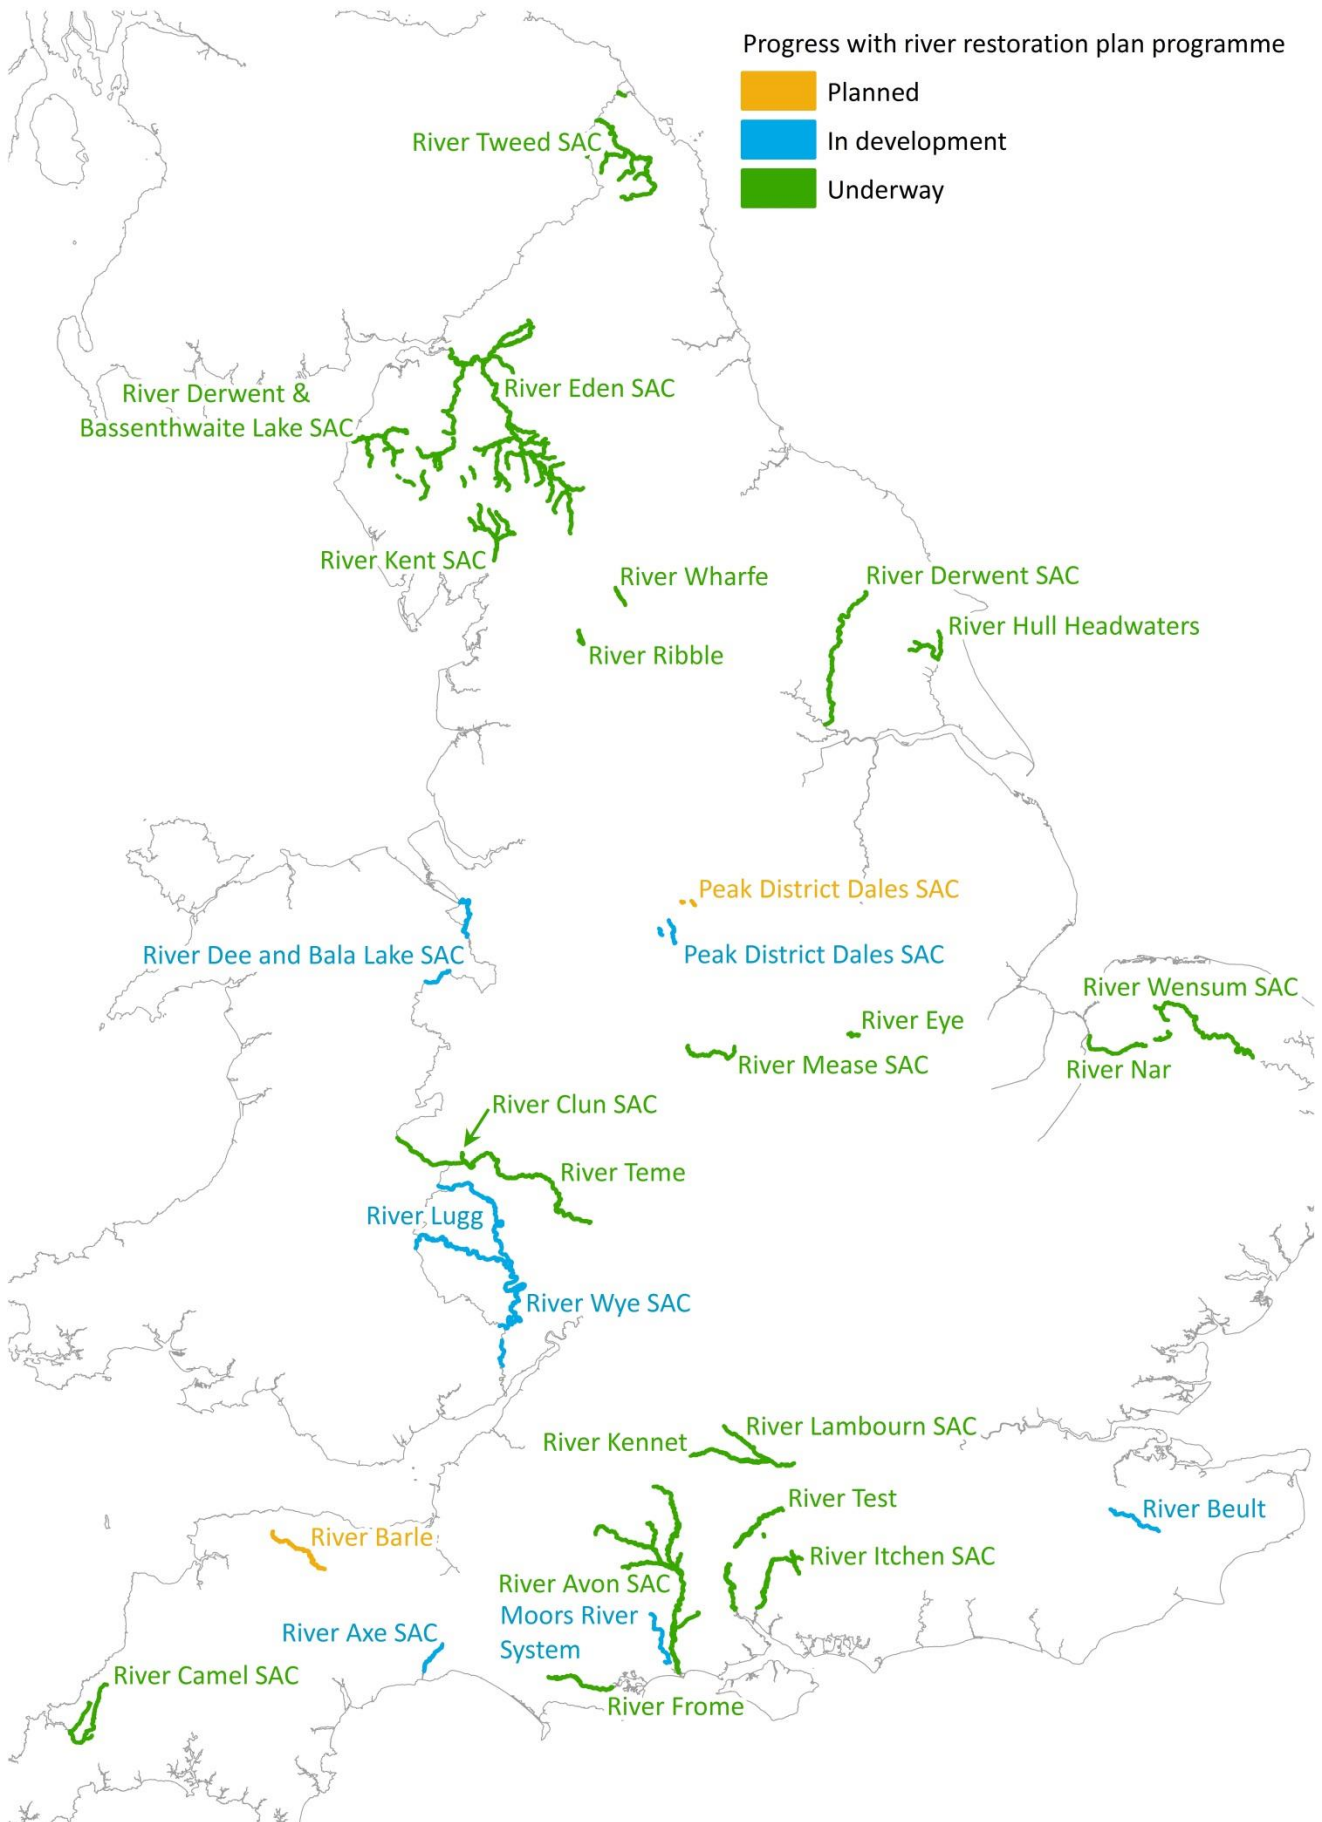 Progress with river restoration plan programme
Planned
In development
Underway
River Tweed SAC
River Derwent &
Bassenthwaite Lake SAC
River Eden SAC
River Kent SAC
River Wharfe
River Derwent SAC
River Hull Headwaters
River Ribble
Peak District Dales SAC
River Dee and Bala Lake SAC
Peak District Dales SAC
River Wensum SAC
River Eye
River Mease SAC
River Nar
River Clun SAC
River Teme
River Lugg
River Wye SAC
River Lambourn SAC
River Kennet
River Test
River Beult
River Barle
River Itchen SAC
River Avon SAC
Moors River
System
River Axe SAC
River Camel SAC
River Frome